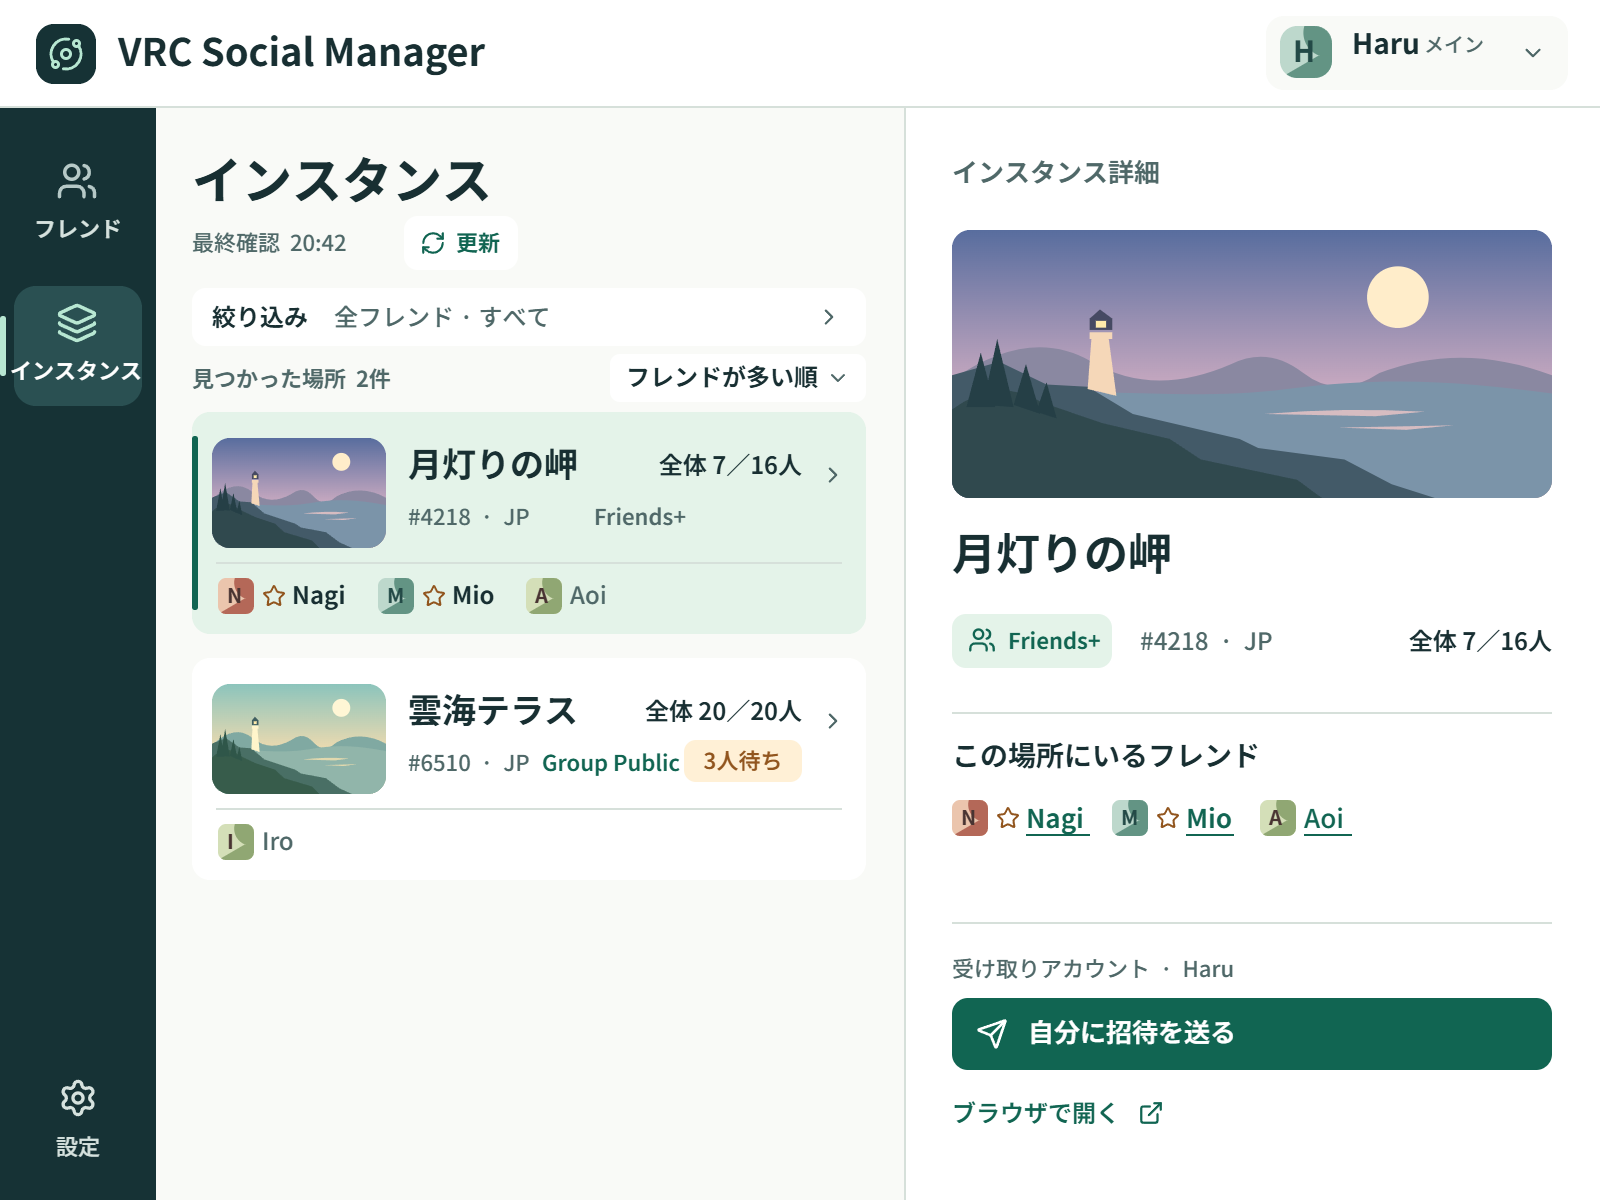 VRC Social Manager
H Haru メイン
フレンド
インスタンス
設定
インスタンス
最終確認 20:42 更新
絞り込み 全フレンド · すべて
見つかった場所 2件 フレンドが多い順
月灯りの岬 全体 7／16人
#4218 · JP Friends+
N Nagi M Mio A Aoi
雲海テラス 全体 20／20人
#6510 · JP Group Public 3人待ち
I Iro
インスタンス詳細
月灯りの岬
Friends+ #4218 · JP 全体 7／16人
この場所にいるフレンド
N Nagi M Mio A Aoi
受け取りアカウント · Haru
自分に招待を送る
ブラウザで開く